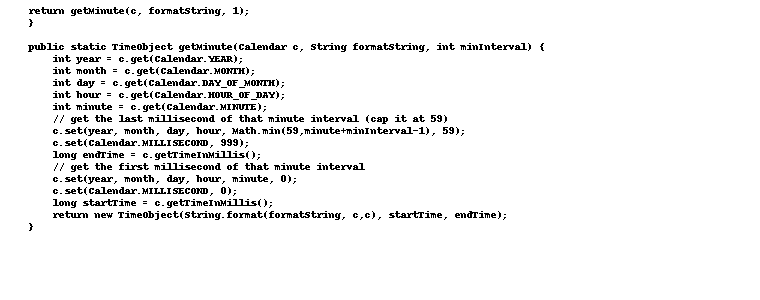 return getMinute(c, formatString, 1);
}
public static TimeObject getMinute(Calendar c, String formatString, int minInterval) {
int year = c.get(Calendar.YEAR);
int month = c.get(Calendar.MONTH);
int day = c.get(Calendar.DAY_OF_MONTH);
int hour = c.get(Calendar.HOUR_OF_DAY);
int minute = c.get(Calendar.MINUTE);
// get the last millisecond of that minute interval (cap it at 59)
c.set(year, month, day, hour, Math.min(59,minute+minInterval-1), 59);
c.set(Calendar.MILLISECOND, 999);
long endTime = c.getTimeInMillis();
// get the first millisecond of that minute interval
c.set(year, month, day, hour, minute, 0);
c.set(Calendar.MILLISECOND, 0);
long startTime = c.getTimeInMillis();
return new TimeObject(String.format(formatString, c,c), startTime, endTime);
}